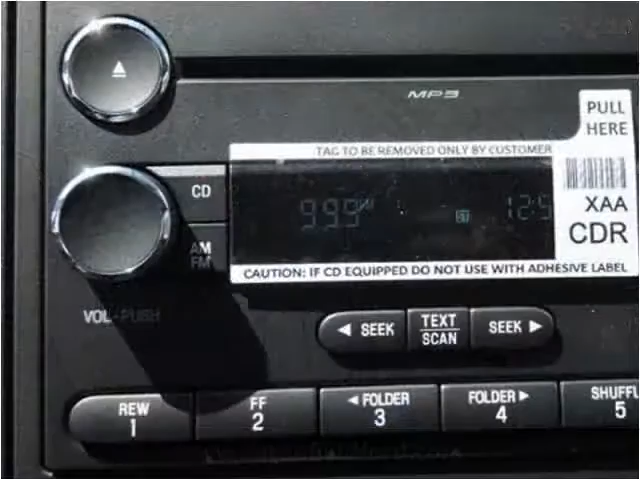 MP3
PULL
HERE
TAG TO BE REMOVED ONLY BY CUSTOMER
CD
XAA
CDR
999
12:5
AM
FM
CAUTION: IF CD EQUIPPED DO NOT USE WITH ADHESIVE LABEL
VOL-PUSH
◄ SEEK
TEXT
SCAN
SEEK ►
REW
1
FF
2
◄ FOLDER
3
FOLDER ►
4
SHUFFL
5